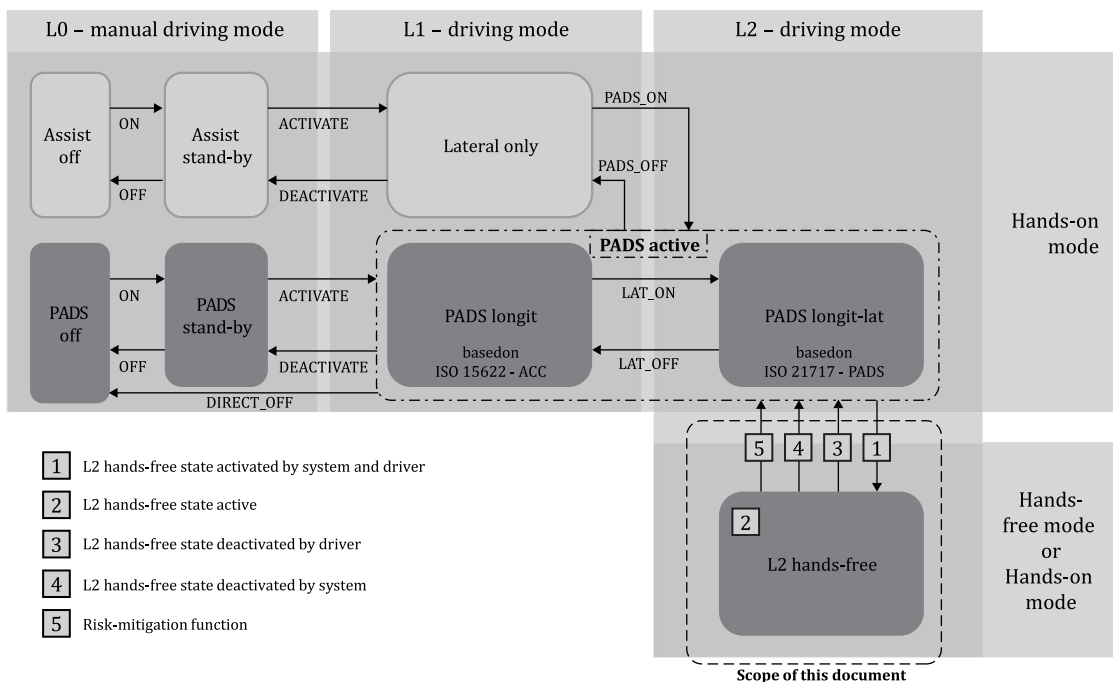 L0 – manual driving mode
L1 – driving mode
L2 – driving mode
Assist
off
ON
OFF
Assist
stand-by
ACTIVATE
DEACTIVATE
Lateral only
PADS_ON
PADS_OFF
Hands-on
mode
PADS active
PADS
off
ON
OFF
PADS
stand-by
ACTIVATE
DEACTIVATE
DIRECT_OFF
PADS longit
basedon
ISO 15622 - ACC
LAT_ON
LAT_OFF
PADS longit-lat
basedon
ISO 21717 - PADS
5
4
3
1
2
L2 hands-free
Hands-
free mode
or
Hands-on
mode
Scope of this document
1 L2 hands-free state activated by system and driver
2 L2 hands-free state active
3 L2 hands-free state deactivated by driver
4 L2 hands-free state deactivated by system
5 Risk-mitigation function